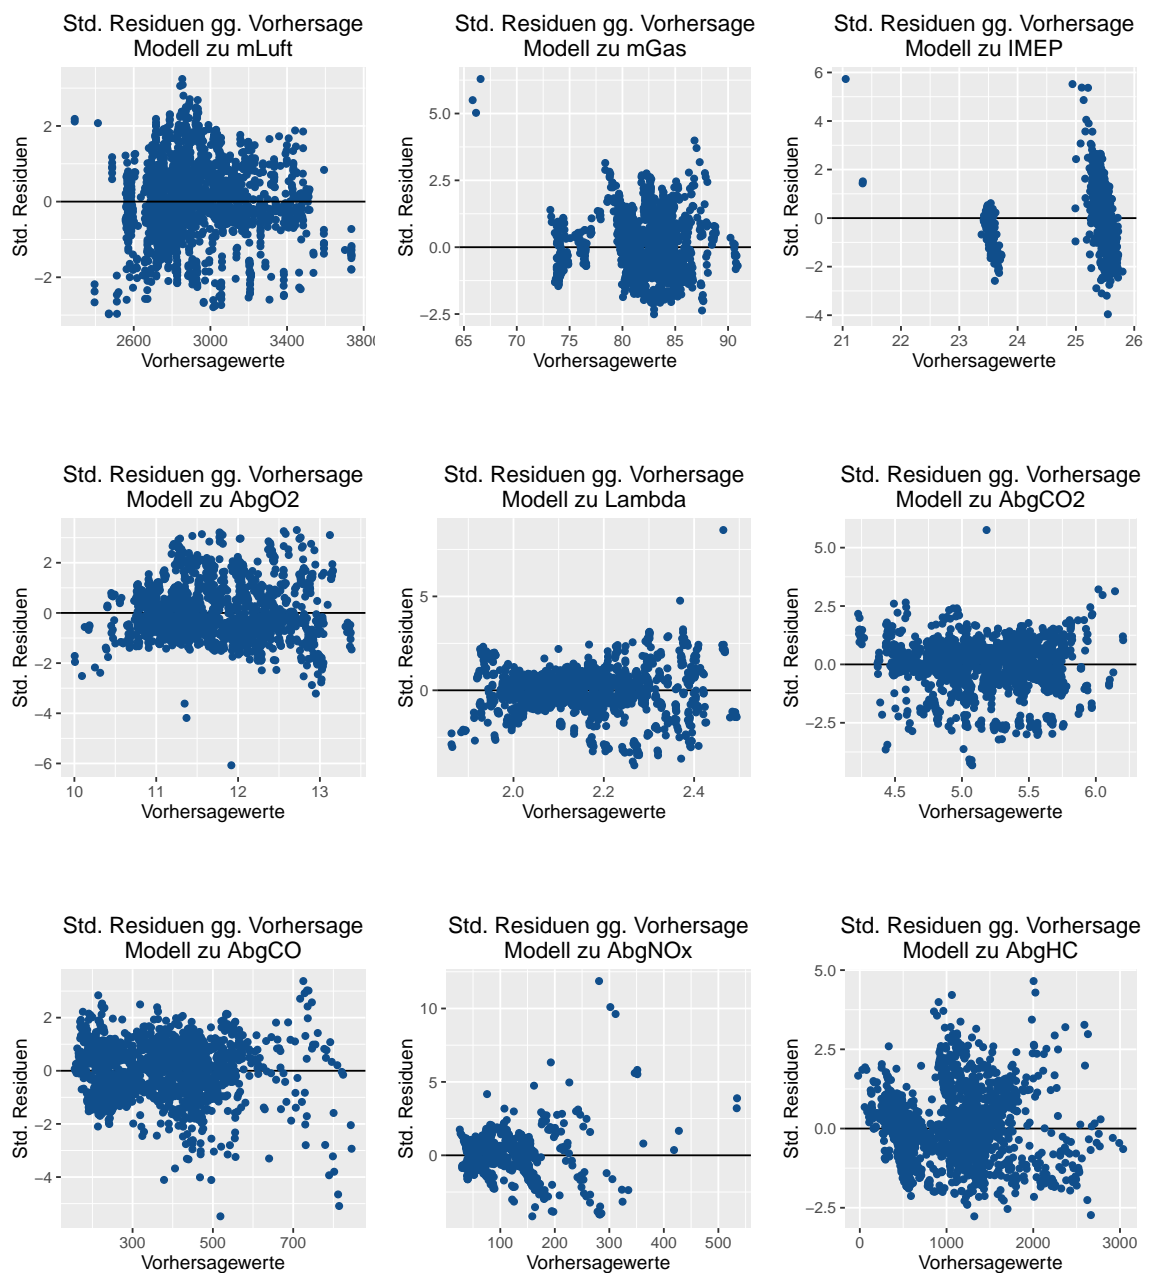 Std. Residuen gg. Vorhersage
Modell zu mLuft
Std. Residuen
2
0
−2
2600
3000
3400
3800
Vorhersagewerte
Std. Residuen gg. Vorhersage
Modell zu mGas
Std. Residuen
5.0
2.5
0.0
−2.5
65
70
75
80
85
90
Vorhersagewerte
Std. Residuen gg. Vorhersage
Modell zu IMEP
Std. Residuen
6
4
2
0
−2
−4
21
22
23
24
25
26
Vorhersagewerte
Std. Residuen gg. Vorhersage
Modell zu AbgO2
Std. Residuen
2
0
−2
−4
−6
10
11
12
13
Vorhersagewerte
Std. Residuen gg. Vorhersage
Modell zu Lambda
Std. Residuen
5
0
2.0
2.2
2.4
Vorhersagewerte
Std. Residuen gg. Vorhersage
Modell zu AbgCO2
Std. Residuen
5.0
2.5
0.0
−2.5
4.5
5.0
5.5
6.0
Vorhersagewerte
Std. Residuen gg. Vorhersage
Modell zu AbgCO
Std. Residuen
2
0
−2
−4
300
500
700
Vorhersagewerte
Std. Residuen gg. Vorhersage
Modell zu AbgNOx
Std. Residuen
10
5
0
100
200
300
400
500
Vorhersagewerte
Std. Residuen gg. Vorhersage
Modell zu AbgHC
Std. Residuen
5.0
2.5
0.0
−2.5
0
1000
2000
3000
Vorhersagewerte